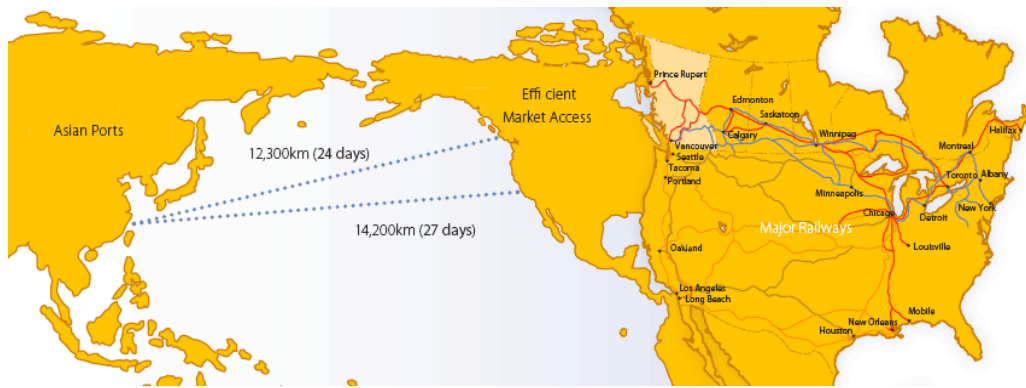 Asian Ports
12,300km (24 days)
14,200km (27 days)
Effi cient
Market Access
Prince Rupert
Edmonton
Saskatoon
Calgary
Winnipeg
Vancouver
Seattle
Tacoma
Portland
Halifax
Montreal
Toronto
Albany
Minneapolis
Chicago
Detroit
New York
Major Railways
Oakland
Louisville
Los Angeles
Long Beach
Mobile
New Orleans
Houston